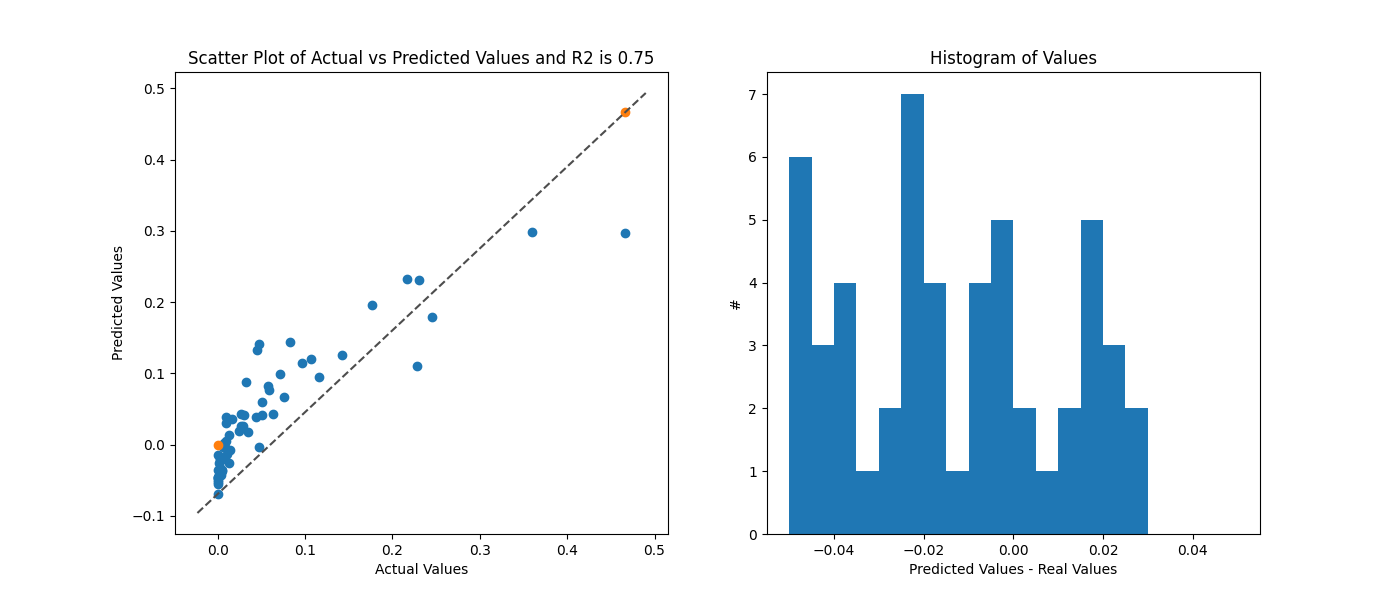 Scatter Plot of Actual vs Predicted Values and R2 is 0.75
0.5
0.4
0.3
0.2
0.1
0.0
−0.1
Predicted Values
0.0 0.1 0.2 0.3 0.4 0.5
Actual Values
Histogram of Values
7
6
5
4
3
2
1
0
#
−0.04 −0.02 0.00 0.02 0.04
Predicted Values - Real Values